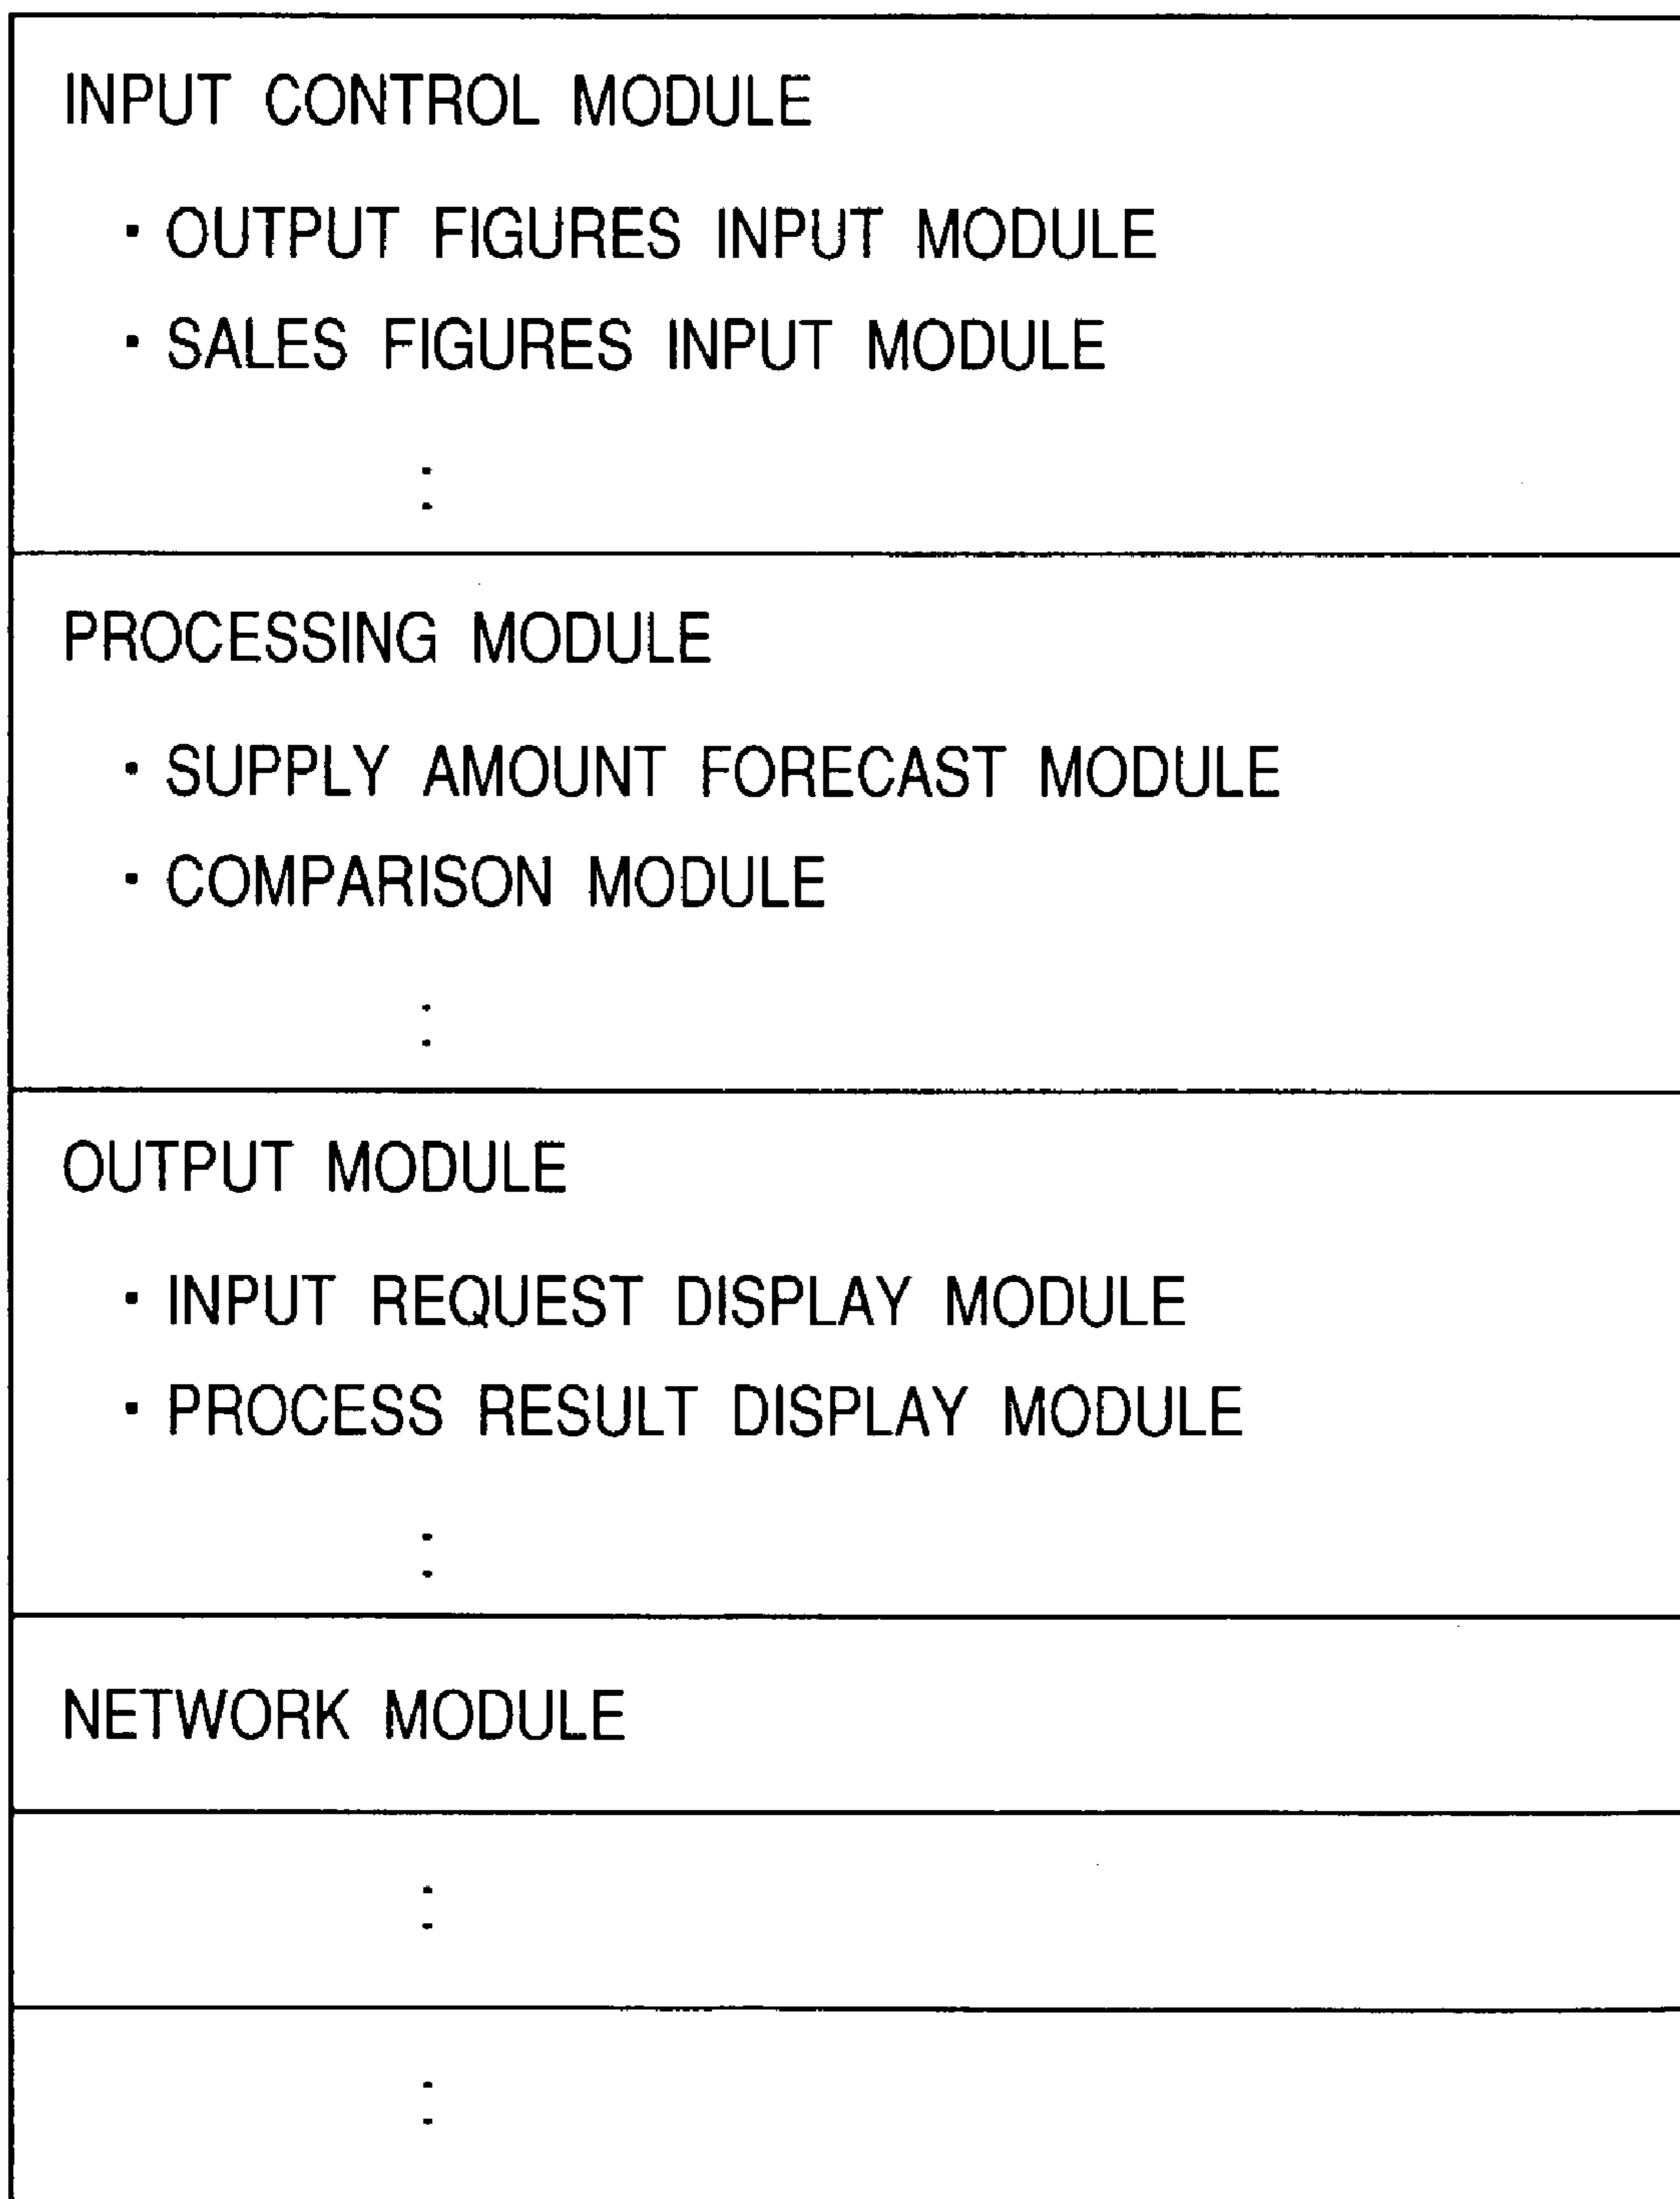 INPUT CONTROL MODULE
· OUTPUT FIGURES INPUT MODULE
· SALES FIGURES INPUT MODULE
:
PROCESSING MODULE
· SUPPLY AMOUNT FORECAST MODULE
· COMPARISON MODULE
:
OUTPUT MODULE
· INPUT REQUEST DISPLAY MODULE
· PROCESS RESULT DISPLAY MODULE
:
NETWORK MODULE
:
: